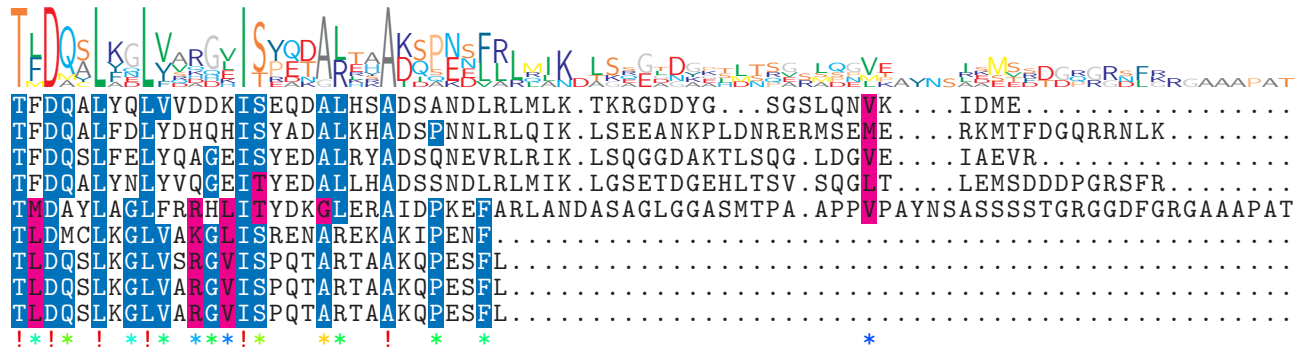 TFDQALYQLVVDDKISEQDALHSADSANDLRLMLK.TKRGDDYG...SGSLQNVK....IDME.................
TFDQALFDLYDHQHISYADALKHADSPNNLRLQIK.LSEEANKPLDNRERMSEME....RKMTFDGQRRNLK........
TFDQSLFELYQAGEISYEDALRYADSQNEVRLRIK.LSQGGDAKTLSQG.LDGVE....IAEVR................
TFDQALYNLYVQGEITYEDALLHADSSNDLRLMIK.LGSETDGEHLTSV.SQGLT....LEMSDDDPGRSFR........
TMDAYLAGLFRRHLITYDKGLERAIDPKEFARLANDASAGLGGASMTPA.APPVPAYNSASSSSTGRGGDFGRGAAAPAT
TLDMCLKGLVAKGLISRENAREKAKIPENF..................................................
TLDQSLKGLVSRGVISPQTARTAAKQPESFL.................................................
TLDQSLKGLVARGVISPQTARTAAKQPESFL.................................................
TLDQSLKGLVARGVISPQTARTAAKQPESFL.................................................
!*!* ! *!* ***!*   **  !  *  *                       *